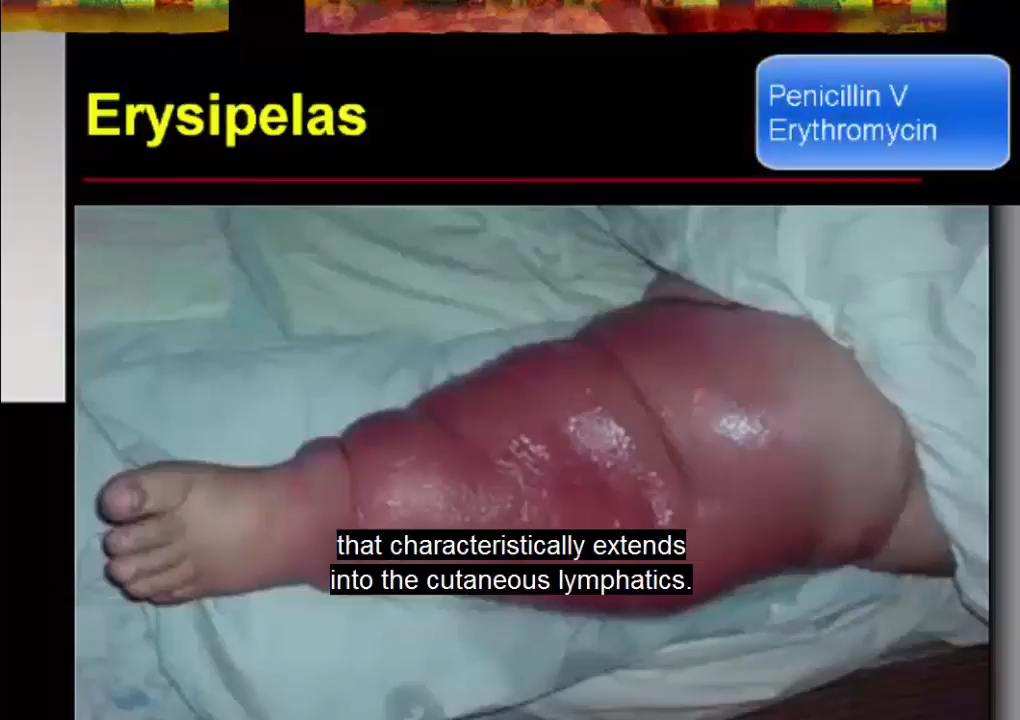 Erysipelas
Penicillin V
Erythromycin
that characteristically extends
into the cutaneous lymphatics.